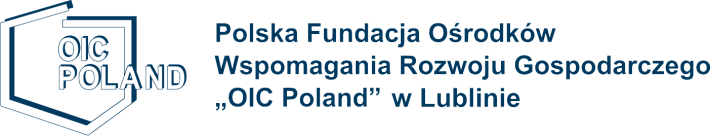 OIC
POLAND
Polska Fundacja Ośrodków
Wspomagania Rozwoju Gospodarczego
„OIC Poland” w Lublinie